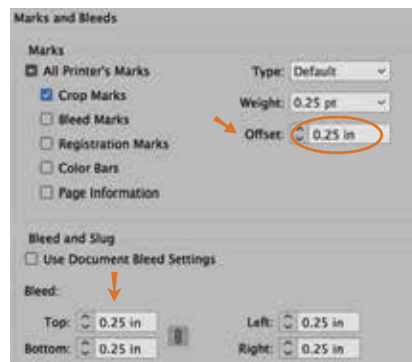 Marks and Bleeds
Marks
All Printer's Marks
Crop Marks
Bleed Marks
Registration Marks
Color Bars
Page Information
Type: Default
Weight: 0.25 pt
Offset: 0.25 in
Bleed and Slug
Use Document Bleed Settings
Bleed:
Top: 0.25 in Left: 0.25 in
Bottom: 0.25 in Right: 0.25 in